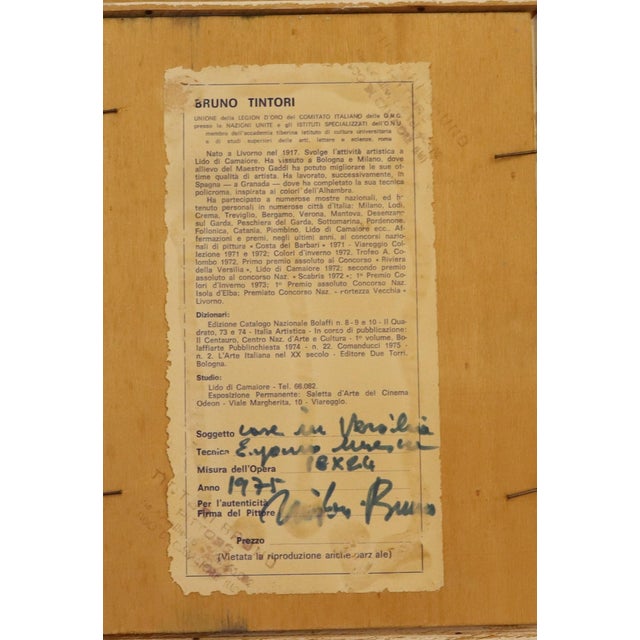 BRUNO TINTORI
UNIONE della LEGION D'ORO del COMITATO ITALIANO delle O.N.G.
presso le NAZIONI UNITE e gli ISTITUTI SPECIALIZZATI dell'O.N.U
membro dell'accademia tiberina istituto di cultura universitaria
e di studi superiori delle arti, lettere e scienze, roma
Nato a Livorno nel 1917. Svolge l'attività artistica a
Lido di Camaiore. Ha vissuto a Bologna e Milano, dove
allievo del Maestro Gaddi ha potuto migliorare le sue ot-
time qualità di artista. Ha lavorato, successivamente, in
Spagna — a Granada — dove ha completato la sua tecnica
policroma, inspirata ai colori dell'Alhambra.
Ha partecipato a numerose mostre nazionali, ed ha
tenuto personali in numerose città d'Italia: Milano, Lodi,
Crema, Treviglio, Bergamo, Verona, Mantova, Desenzano
sul Garda, Peschiera del Garda, Sottomarina, Pordenone,
Follonica, Catania, Piombino, Lido di Camaiore ecc.. Af-
fermazioni e premi, negli ultimi anni, ai concorsi nazio-
nali di pittura « Costa dei Barbari » 1971 - Viareggio Col-
lezione 1971 e 1972; Colori d'inverno 1972, Trofeo A. Co-
lombo 1972. Primo premio assoluto al Concorso « Riviera
della Versilia », Lido di Camaiore 1972; secondo premio
assoluto al concorso Naz. « Scabris 1972 »; 1º Premio Co-
lori d'Inverno 1973; 1º Premio assoluto Concorso Naz.
Isola d'Elba; Premiato Concorso Naz. « Fortezza Vecchia »
Livorno.
Dizionari:
Edizione Catalogo Nazionale Bolaffi n. 8 - 9 e 10 - Il Qua-
drato, 73 e 74 - Italia Artistica - In corso di pubblicazione:
Il Centauro, Centro Naz. d'Arte e Cultura - 1º volume, Bo-
laffiarte Pubblinchiesta 1974 - n. 22. Comanducci 1975 -
n. 2. L'Arte Italiana nel XX secolo - Editore Due Torri,
Bologna.
Studio:
Lido di Camaiore - Tel. 66.082.
Esposizione Permanente: Saletta d'Arte del Cinema
Odeon - Viale Margherita, 10 - Viareggio.
Soggetto case in Versilia
Tecnica
Misura dell'Opera 18X24
Anno 1975
Per l'autenticità
Firma del Pittore Tintori Bruno
Prezzo
(Vietata la riproduzione anche parziale)